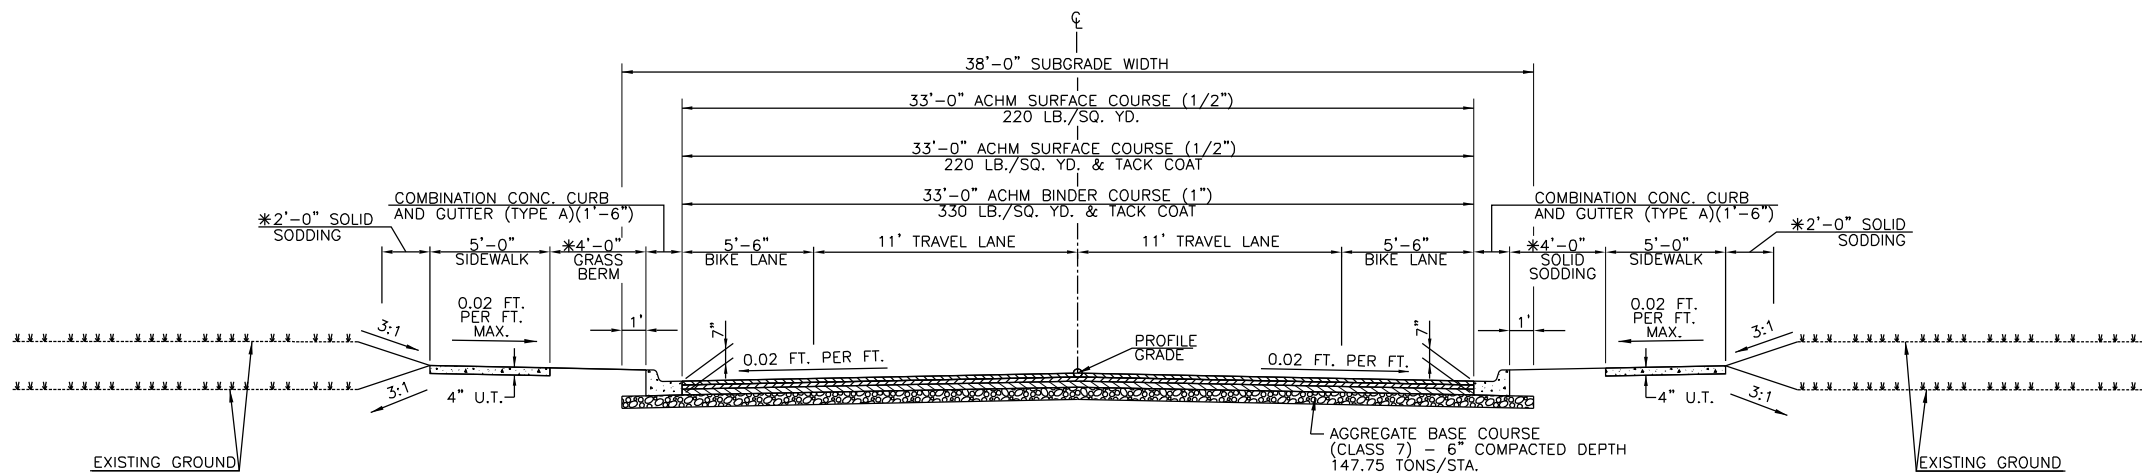 ℄
38'-0" SUBGRADE WIDTH
33'-0" ACHM SURFACE COURSE (1/2")
220 LB./SQ. YD.
33'-0" ACHM SURFACE COURSE (1/2")
220 LB./SQ. YD. & TACK COAT
33'-0" ACHM BINDER COURSE (1")
330 LB./SQ. YD. & TACK COAT
COMBINATION CONC. CURB
AND GUTTER (TYPE A)(1'-6")
COMBINATION CONC. CURB
AND GUTTER (TYPE A)(1'-6")
*2'-0" SOLID
SODDING
5'-0"
SIDEWALK
*4'-0"
GRASS
BERM
5'-6"
BIKE LANE
11' TRAVEL LANE
11' TRAVEL LANE
5'-6"
BIKE LANE
*4'-0"
SOLID
SODDING
5'-0"
SIDEWALK
*2'-0" SOLID
SODDING
3:1
0.02 FT.
PER FT.
MAX.
1'
7"
0.02 FT. PER FT.
PROFILE
GRADE
0.02 FT. PER FT.
7"
1'
0.02 FT.
PER FT.
MAX.
3:1
3:1
4" U.T.
4" U.T.
3:1
EXISTING GROUND
AGGREGATE BASE COURSE
(CLASS 7) - 6" COMPACTED DEPTH
147.75 TONS/STA.
EXISTING GROUND